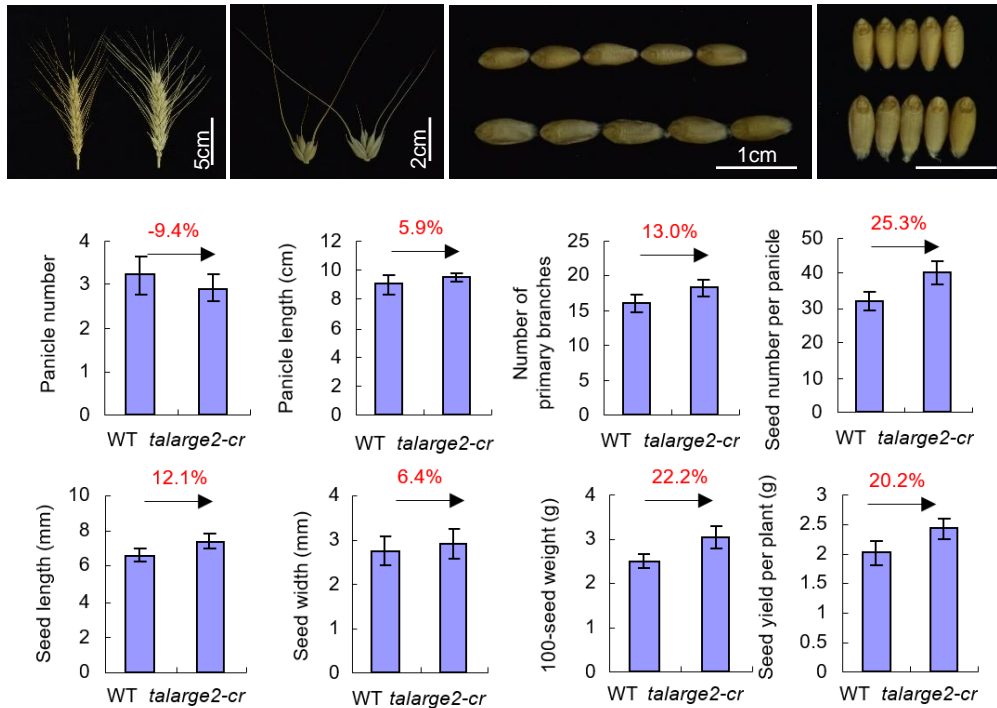 5cm
2cm
1cm
-9.4%
Panicle number
4
3
2
1
0
WT talarge2-cr
5.9%
Panicle length (cm)
12
10
8
6
4
2
0
WT talarge2-cr
13.0%
Number of
primary branches
25
20
15
10
5
0
WT talarge2-cr
25.3%
Seed number per panicle
50
40
30
20
10
0
WT talarge2-cr
12.1%
Seed length (mm)
10
8
6
4
2
0
WT talarge2-cr
6.4%
Seed width (mm)
4
3
2
1
0
WT talarge2-cr
22.2%
100-seed weight (g)
4
3
2
1
0
WT talarge2-cr
20.2%
Seed yield per plant (g)
3
2.5
2
1.5
1
0.5
0
WT talarge2-cr